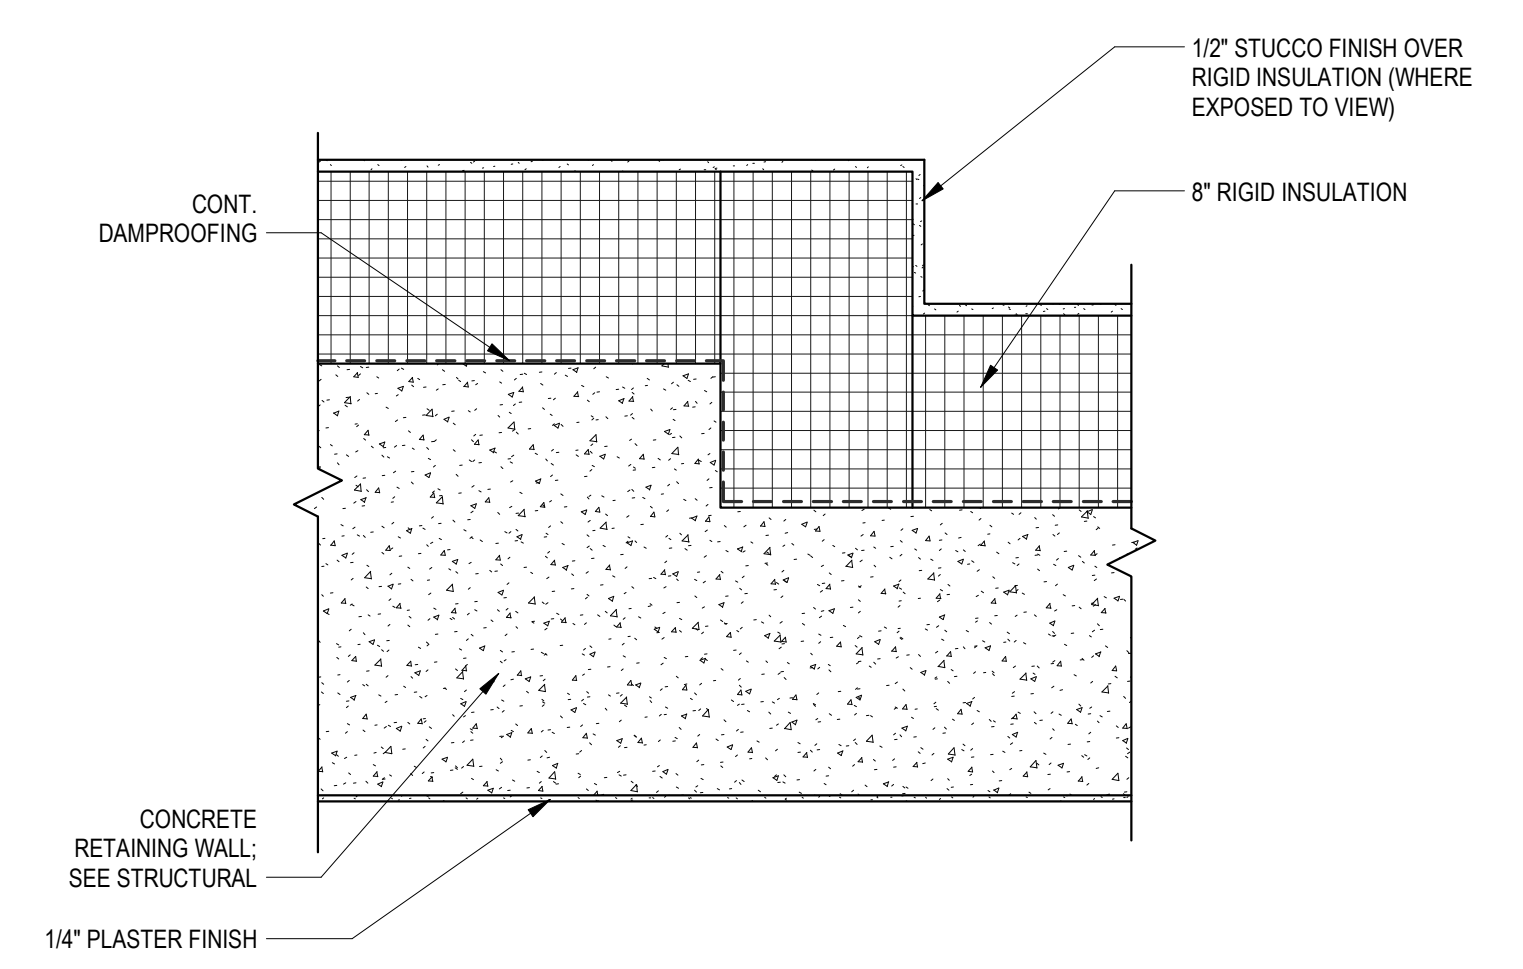 1/2" STUCCO FINISH OVER
RIGID INSULATION (WHERE
EXPOSED TO VIEW)
8" RIGID INSULATION
CONT.
DAMPROOFING
CONCRETE
RETAINING WALL;
SEE STRUCTURAL
1/4" PLASTER FINISH